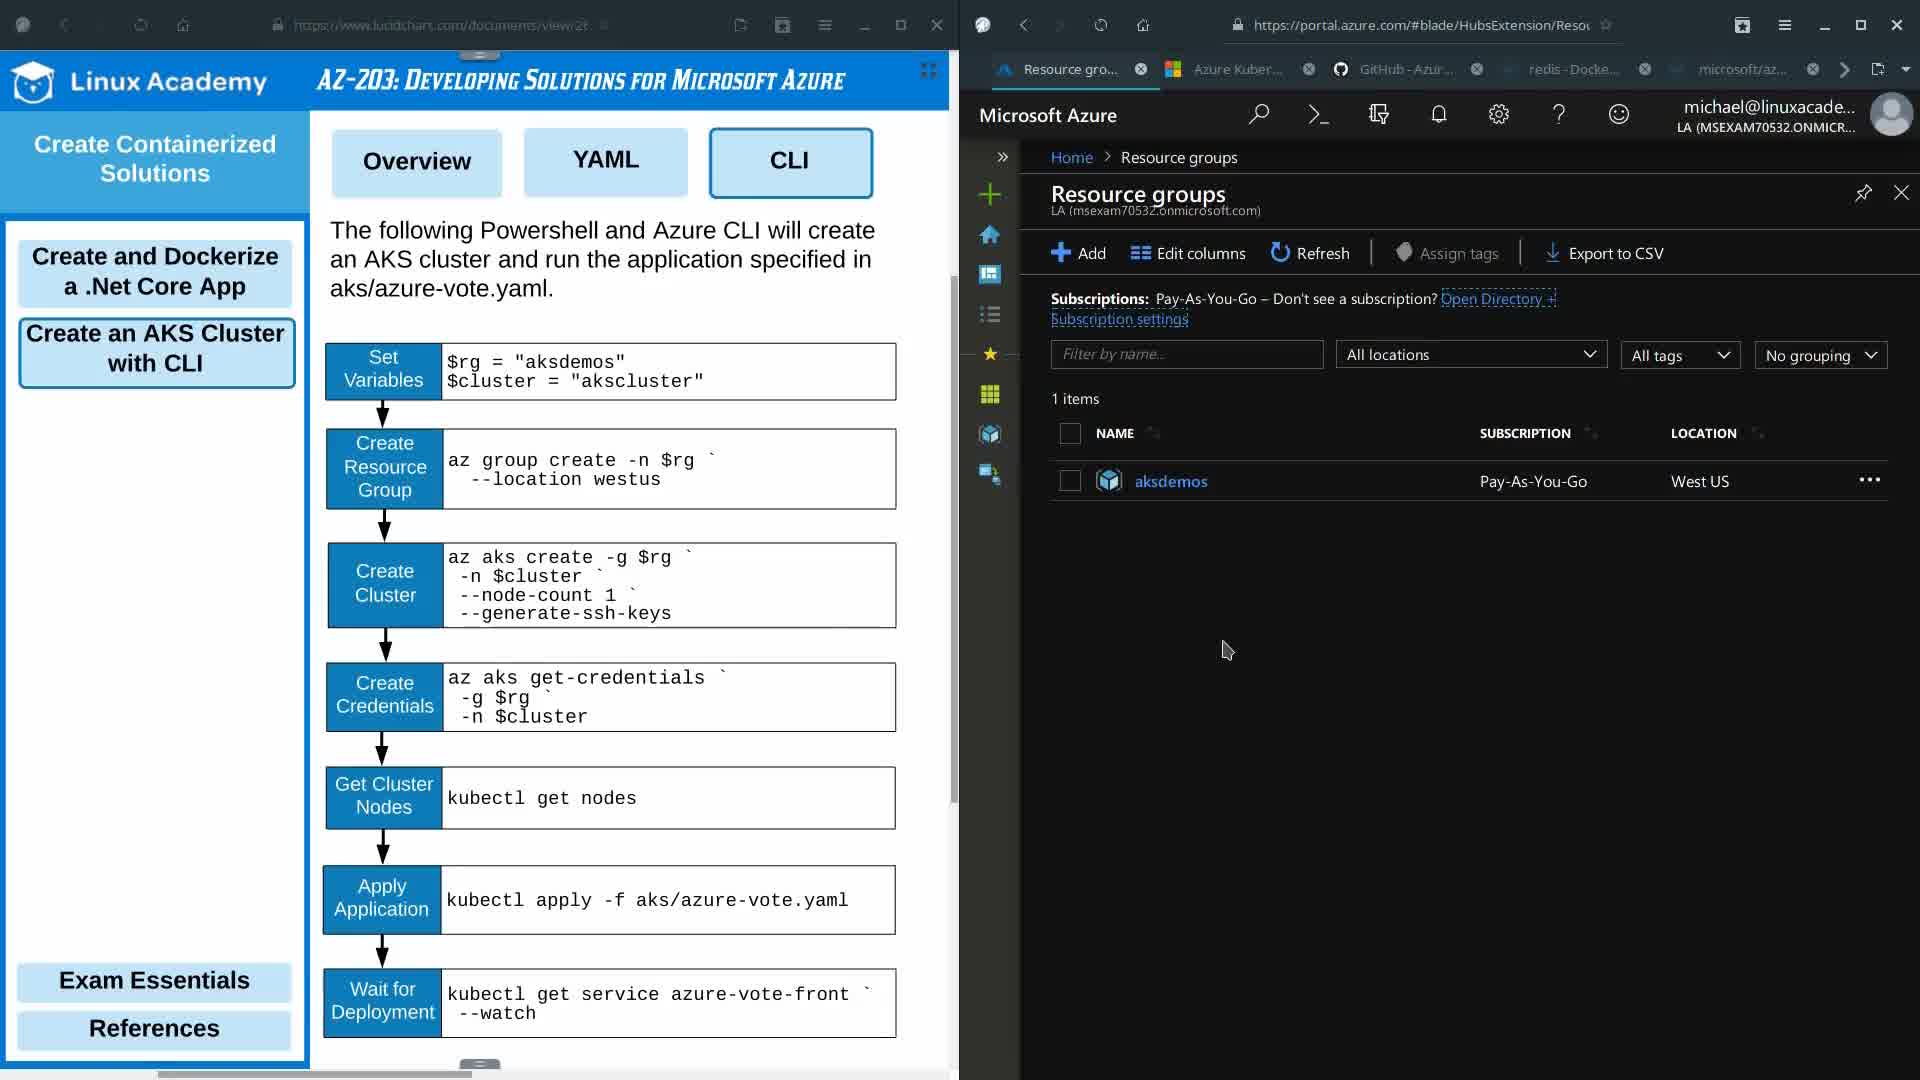 https://www.lucidchart.com/documents/view/2t
Linux Academy
AZ-203: Developing Solutions for Microsoft Azure
Create Containerized
Solutions
Create and Dockerize
a .Net Core App
Create an AKS Cluster
with CLI
Exam Essentials
References
Overview
YAML
CLI
The following Powershell and Azure CLI will create
an AKS cluster and run the application specified in
aks/azure-vote.yaml.
Set
Variables
$rg = "aksdemos"
$cluster = "akscluster"
Create
Resource
Group
az group create -n $rg `
--location westus
Create
Cluster
az aks create -g $rg `
-n $cluster `
--node-count 1 `
--generate-ssh-keys
Create
Credentials
az aks get-credentials `
-g $rg `
-n $cluster
Get Cluster
Nodes
kubectl get nodes
Apply
Application
kubectl apply -f aks/azure-vote.yaml
Wait for
Deployment
kubectl get service azure-vote-front `
--watch
https://portal.azure.com/#blade/HubsExtension/Resou
Resource gro...
Azure Kuber...
GitHub - Azur...
redis - Docke...
microsoft/az...
Microsoft Azure
michael@linuxacade...
LA (MSEXAM70532.ONMICR...
Home > Resource groups
Resource groups
LA (msexam70532.onmicrosoft.com)
Add
Edit columns
Refresh
Assign tags
Export to CSV
Subscriptions: Pay-As-You-Go – Don't see a subscription? Open Directory +
Subscription settings
Filter by name...
All locations
All tags
No grouping
1 items
NAME
SUBSCRIPTION
LOCATION
aksdemos
Pay-As-You-Go
West US